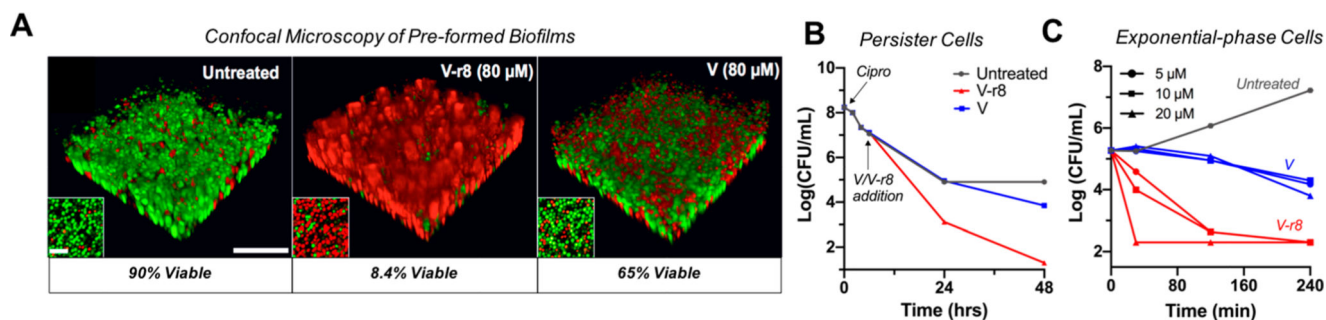 A
Confocal Microscopy of Pre-formed Biofilms
Untreated
V-r8 (80 µM)
V (80 µM)
90% Viable
8.4% Viable
65% Viable
B
Persister Cells
Log(CFU/mL)
10
8
6
4
2
Cipro
V/V-r8
addition
Untreated
V-r8
V
0
24
48
Time (hrs)
C
Exponential-phase Cells
Log (CFU/mL)
8
6
4
2
5 µM
10 µM
20 µM
Untreated
V
V-r8
0
80
160
240
Time (min)